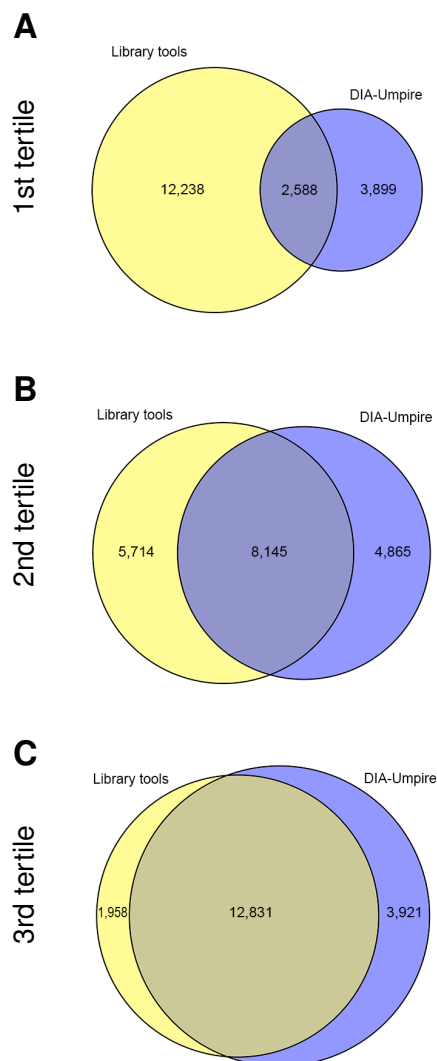 A
1st tertile
Library tools
DIA-Umpire
12,238
2,588
3,899
B
2nd tertile
Library tools
DIA-Umpire
5,714
8,145
4,865
C
3rd tertile
Library tools
DIA-Umpire
1,958
12,831
3,921